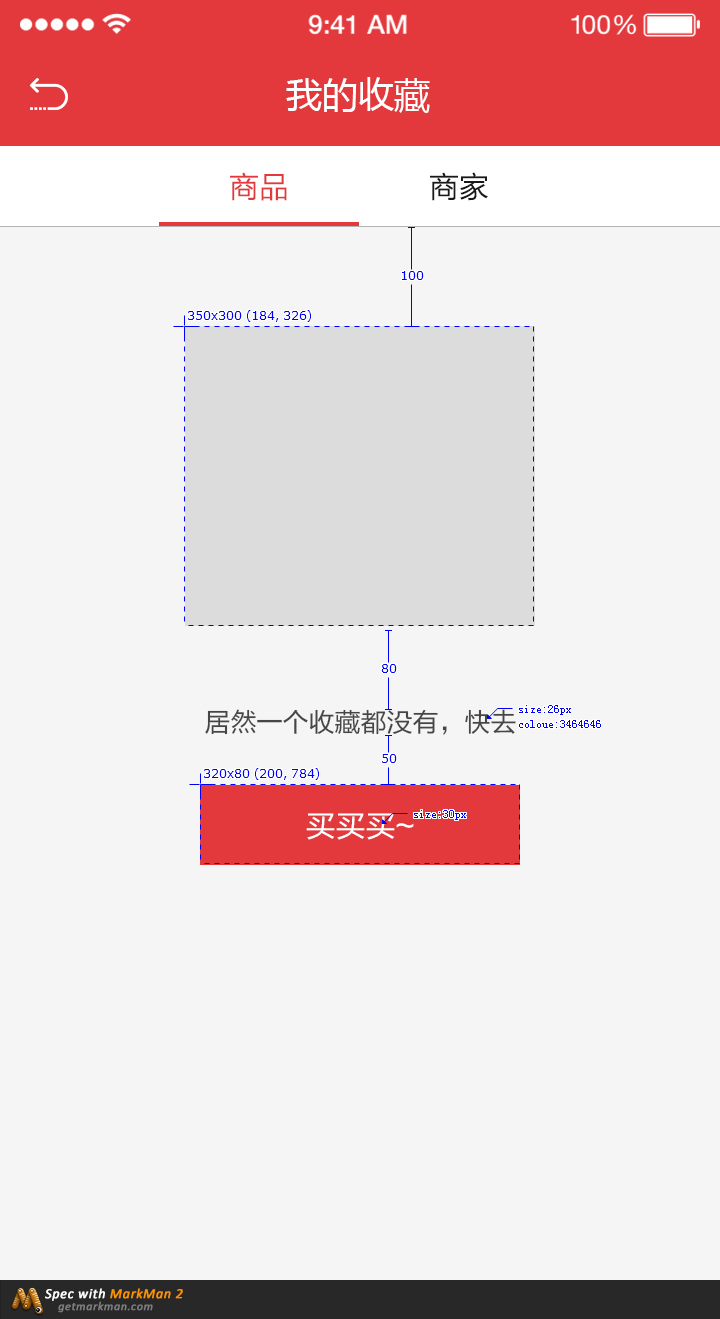 9:41 AM 100%
我的收藏
商品 商家
100
350x300 (184, 326)
80
居然一个收藏都没有，快去
size:26px
coloue:3464646
50
320x80 (200, 784)
买买买~
size:30px
Spec with MarkMan 2
getmarkman.com